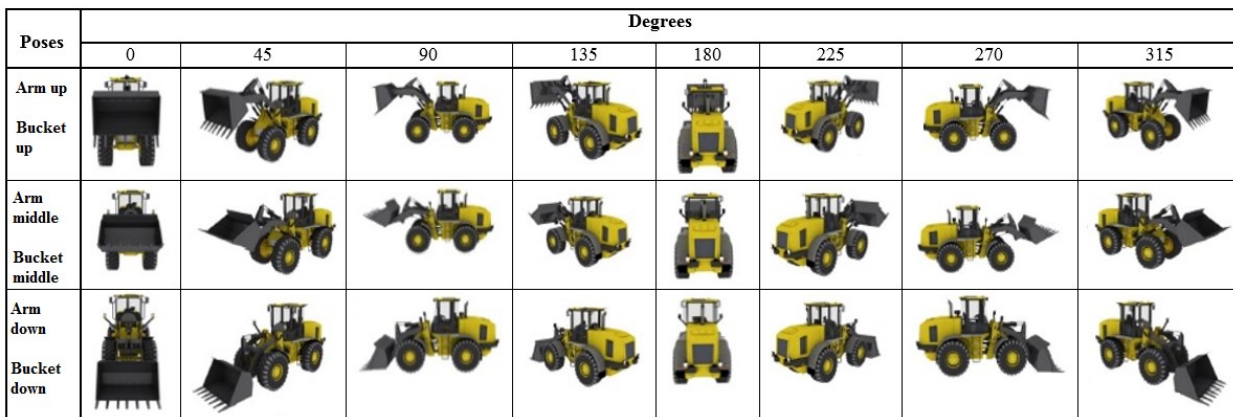 Poses
Degrees
0 45 90 135 180 225 270 315
Arm up
Bucket
up
Arm
middle
Bucket
middle
Arm
down
Bucket
down